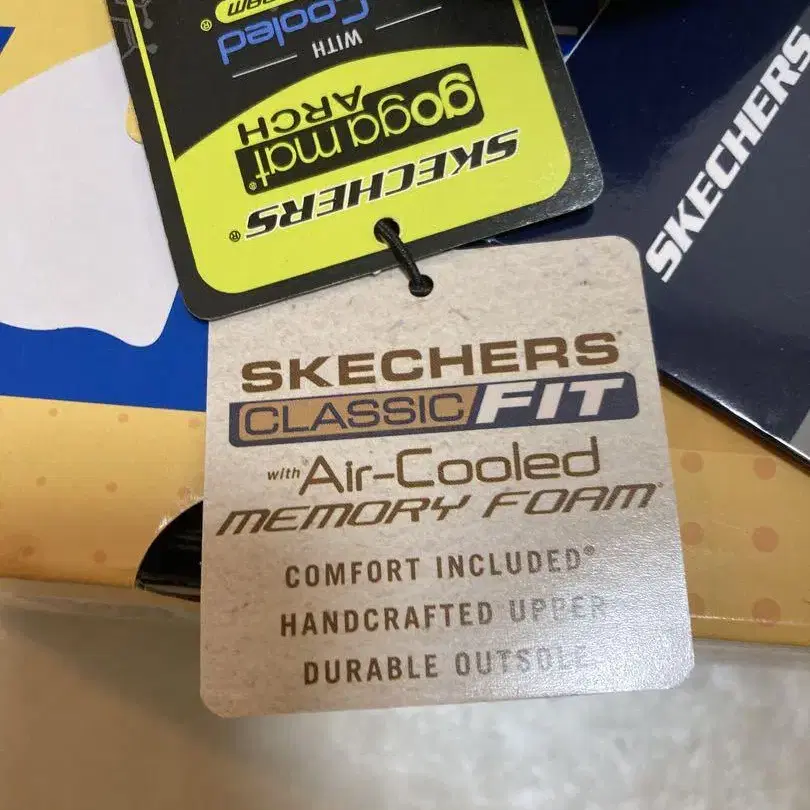 Cooled
WITH
goga mat®
ARCH
SKECHERS®
SKECHERS
SKECHERS®
CLASSIC FIT
with Air-Cooled
MEMORY FOAM®
COMFORT INCLUDED®
HANDCRAFTED UPPER
DURABLE OUTSOLE